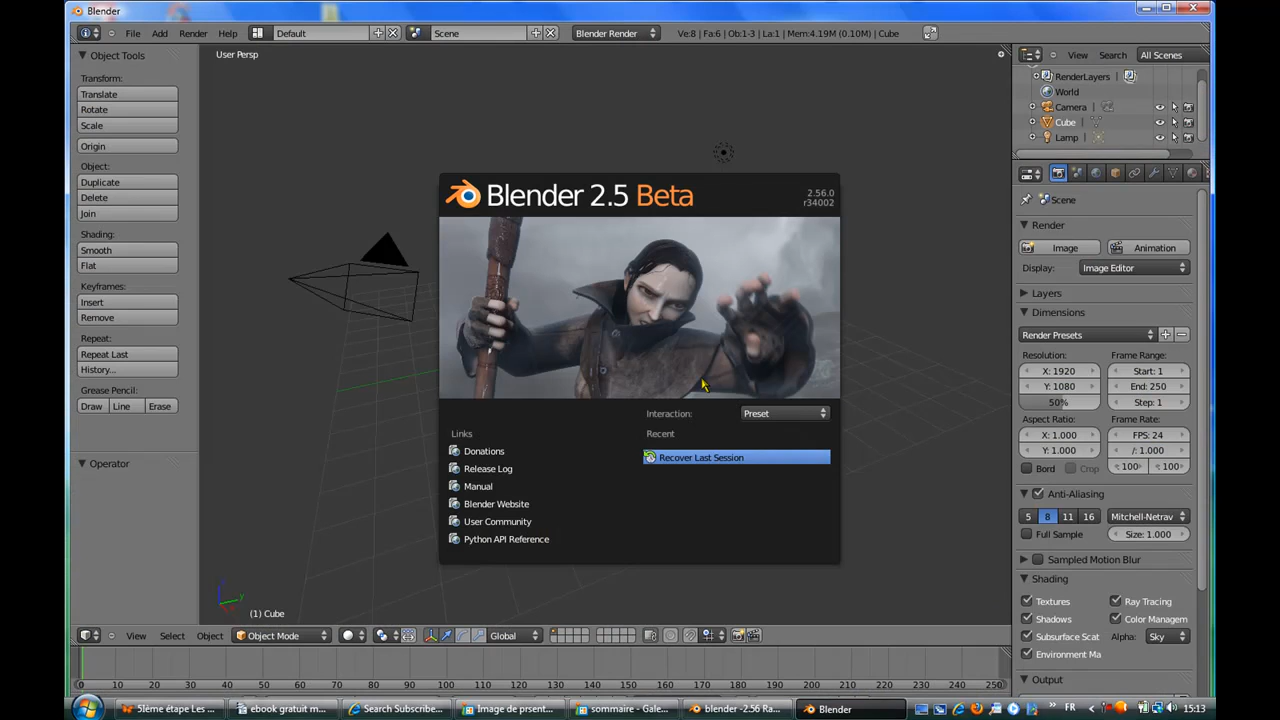 Blender
File Add Render Help Default Scene Blender Render Ve:8 | Fa:6 | Ob:1-3 | La:1 | Mem:4.19M (0.10M) | Cube
Object Tools
Transform:
Translate
Rotate
Scale
Origin
Object:
Duplicate
Delete
Join
Shading:
Smooth
Flat
Keyframes:
Insert
Remove
Repeat:
Repeat Last
History...
Grease Pencil:
Draw Line Erase
Operator
User Persp
Blender 2.5 Beta
2.56.0
r34002
Interaction: Preset
Links
Donations
Release Log
Manual
Blender Website
User Community
Python API Reference
Recent
Recover Last Session
(1) Cube
View Select Object Object Mode Global
0 10 20 30 40 50 60 70 80 90 100 110 120 130 140 150 160 170 180 190 200 210 220 230 240 250
View Search All Scenes
RenderLayers
World
Camera
Cube
Lamp
Scene
Render
Image Animation
Display: Image Editor
Layers
Dimensions
Render Presets
Resolution: Frame Range:
X: 1920 Start: 1
Y: 1080 End: 250
50% Step: 1
Aspect Ratio: Frame Rate:
X: 1.000 FPS: 24
Y: 1.000 /: 1.000
Bord Crop : 100 : 100
Anti-Aliasing
5 8 11 16 Mitchell-Netrav
Full Sample Size: 1.000
Sampled Motion Blur
Shading
Textures Ray Tracing
Shadows Color Managem
Subsurface Scat Alpha: Sky
Environment Ma
Output
5Ième étape Les ... ebook gratuit m... Search Subscribe... Image de prsent... sommaire - Gale... blender -2.56 Ra... Blender FR 15:13